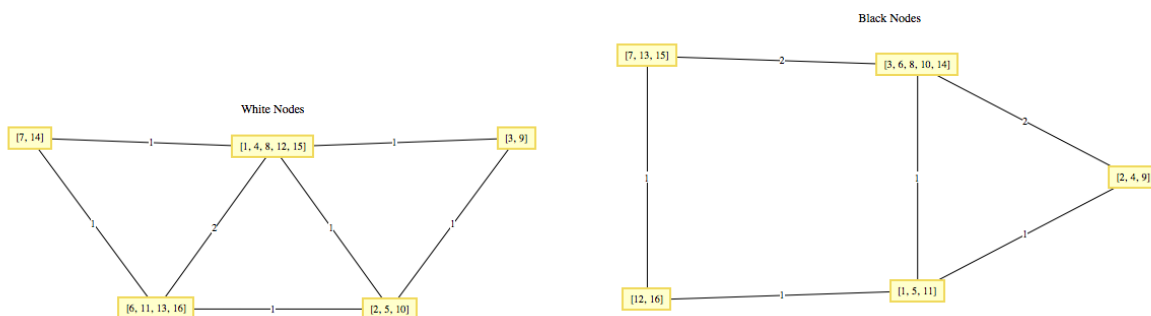 White Nodes
[7, 14]
1
[1, 4, 8, 12, 15]
1
[3, 9]
1
2
1
1
[6, 11, 13, 16]
1
[2, 5, 10]
Black Nodes
[7, 13, 15]
2
[3, 6, 8, 10, 14]
2
1
1
[2, 4, 9]
1
[12, 16]
1
[1, 5, 11]